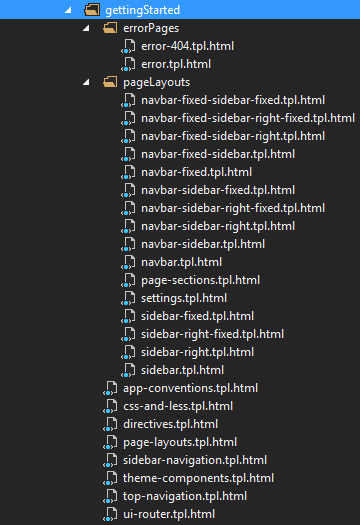 gettingStarted
errorPages
error-404.tpl.html
error.tpl.html
pageLayouts
navbar-fixed-sidebar-fixed.tpl.html
navbar-fixed-sidebar-right-fixed.tpl.html
navbar-fixed-sidebar-right.tpl.html
navbar-fixed-sidebar.tpl.html
navbar-fixed.tpl.html
navbar-sidebar-fixed.tpl.html
navbar-sidebar-right-fixed.tpl.html
navbar-sidebar-right.tpl.html
navbar-sidebar.tpl.html
navbar.tpl.html
page-sections.tpl.html
settings.tpl.html
sidebar-fixed.tpl.html
sidebar-right-fixed.tpl.html
sidebar-right.tpl.html
sidebar.tpl.html
app-conventions.tpl.html
css-and-less.tpl.html
directives.tpl.html
page-layouts.tpl.html
sidebar-navigation.tpl.html
theme-components.tpl.html
top-navigation.tpl.html
ui-router.tpl.html